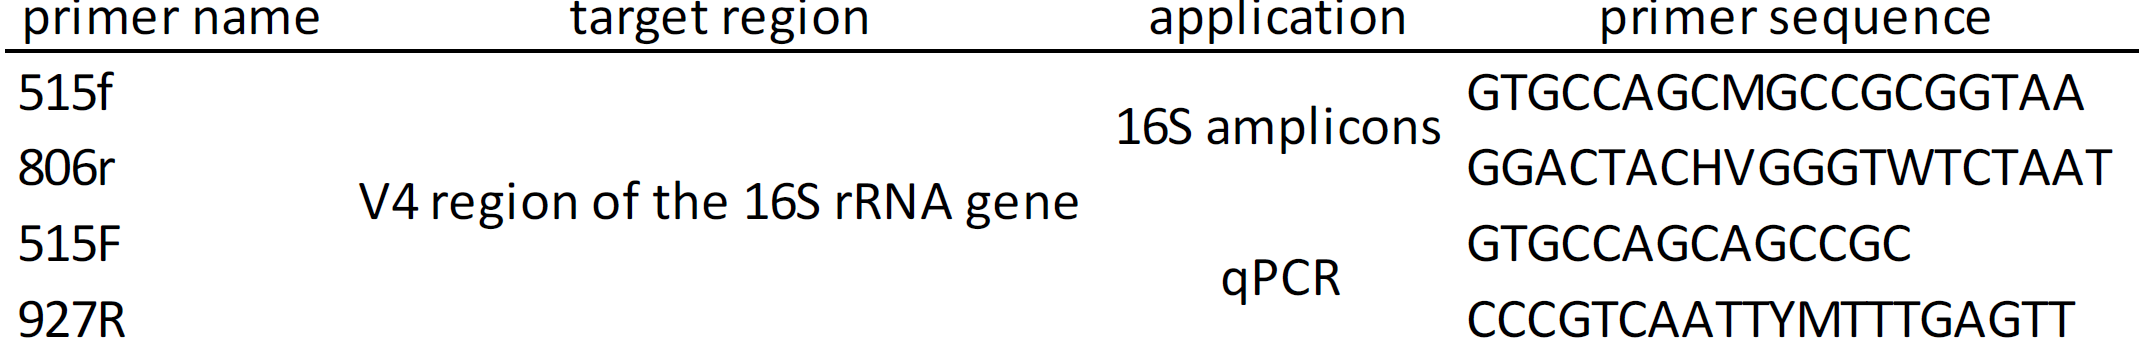 primer name target region application primer sequence
515f GTGCCAGCMGCCGCGGTAA
16S amplicons
806r GGACTACHVGGGTWTCTAAT
V4 region of the 16S rRNA gene
515F GTGCCAGCAGCCGC
qPCR
927R CCCGTCAATTYMTTTGAGTT